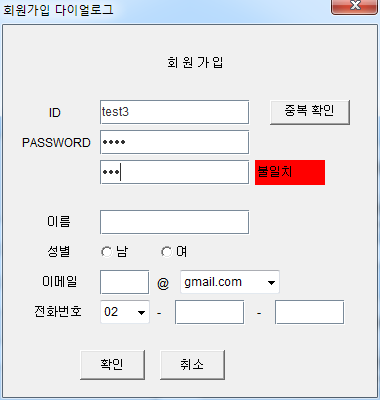 회원가입 다이얼로그
회 원 가 입
ID test3 중복 확인
PASSWORD ••••
••• 불일치
이름
성별 남 여
이메일 @ gmail.com
전화번호 02 - -
확인 취소